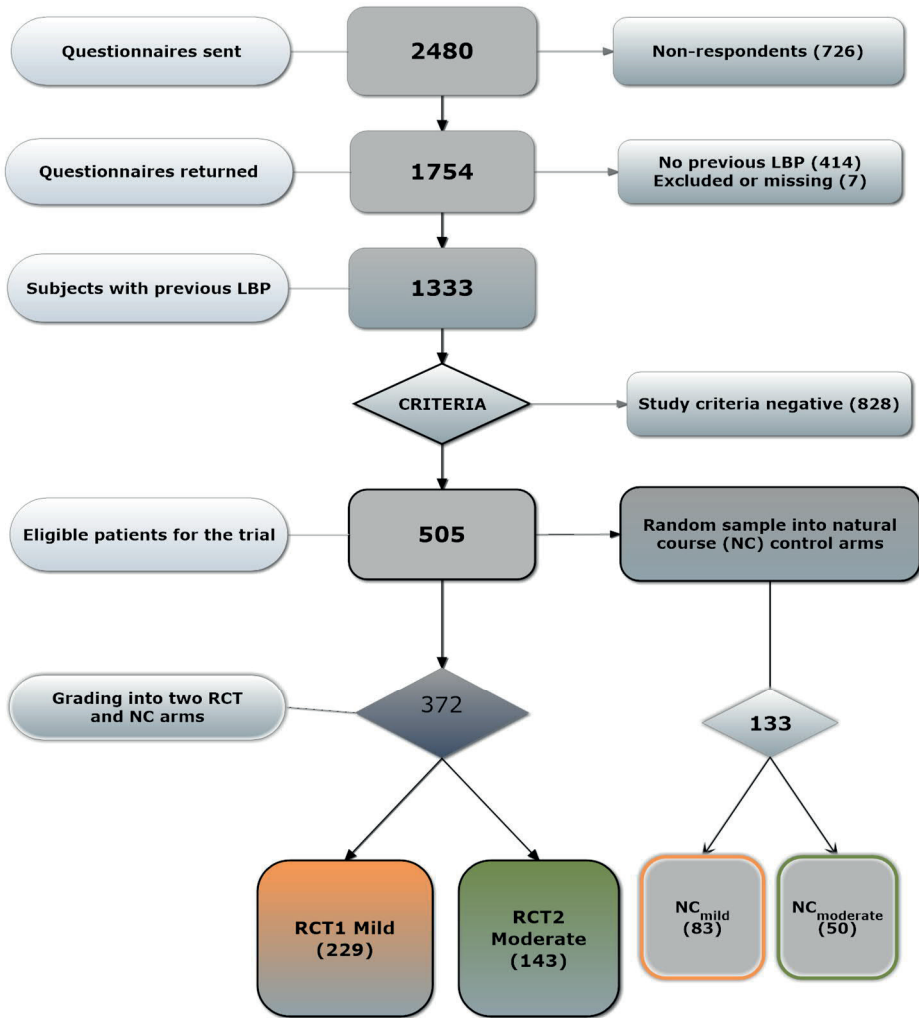 Questionnaires sent
2480
Non-respondents (726)
Questionnaires returned
1754
No previous LBP (414)
Excluded or missing (7)
Subjects with previous LBP
1333
CRITERIA
Study criteria negative (828)
Eligible patients for the trial
505
Random sample into natural
course (NC) control arms
Grading into two RCT
and NC arms
372
133
RCT1 Mild
(229)
RCT2
Moderate
(143)
NCmild
(83)
NCmoderate
(50)